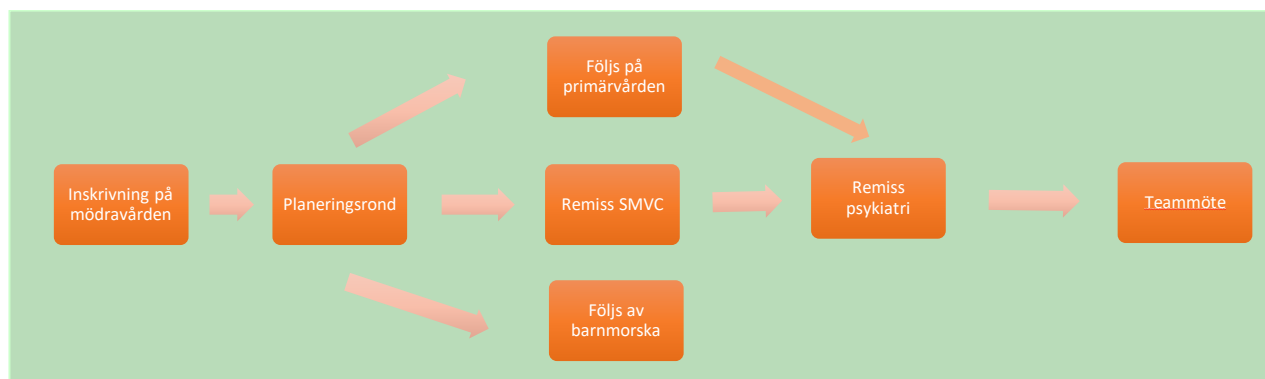 Följs på
primärvården
Inskrivning på
mödravården
Planeringsrond
Remiss SMVC
Remiss
psykiatri
Teammöte
Följs av
barnmorska